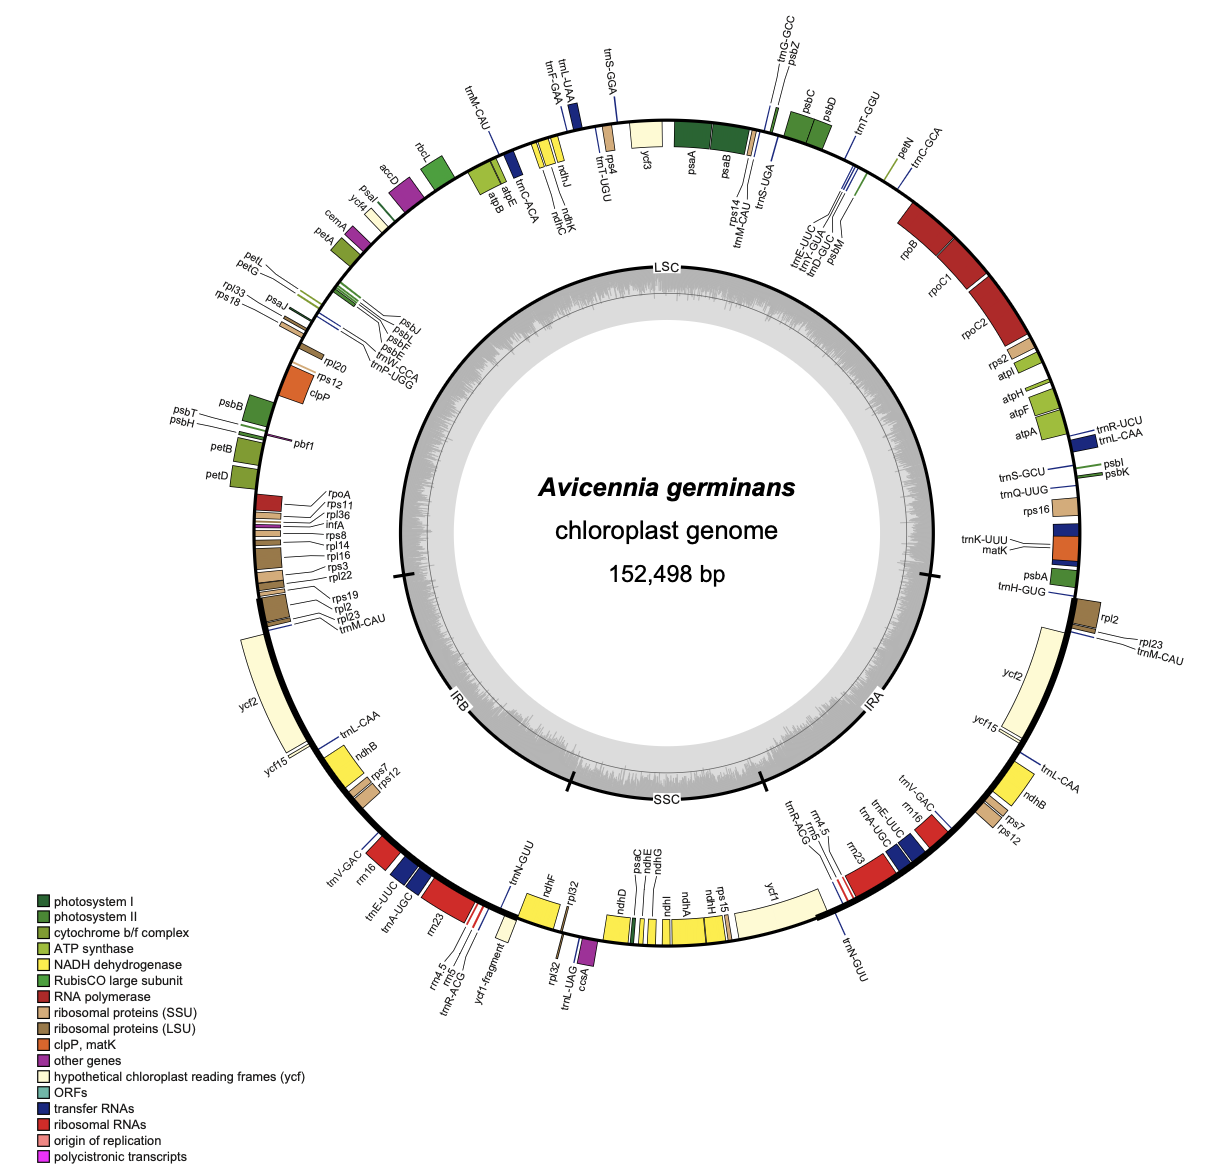 trnG-GCC
psbZ
trnS-GGA
trnL-UAA
trnF-GAA
trnM-CAU
psbC
psbD
trnT-GGU
petN
trnC-GCA
rbcL
accD
psaI
ycf4
cemA
petA
atpB
atpE
trnC-ACA
ndhC
ndhK
ndhJ
trnT-UGU
rps4
ycf3
psaA
psaB
rps14
trnM-CAU
trnS-UGA
trnE-UUC
trnY-GUA
trnD-GUC
psbM
rpoB
rpoC1
rpoC2
rps2
atpI
atpH
atpF
atpA
trnR-UCU
trnL-CAA
psbI
psbK
trnS-GCU
trnQ-UUG
rps16
trnK-UUU
matK
psbA
trnH-GUG
petL
petG
psaJ
rpl33
rps18
psbJ
psbL
psbF
psbE
trnW-CCA
trnP-UGG
rpl20
rps12
clpP
psbB
psbT
psbH
pbf1
petB
petD
rpoA
rps11
rpl36
infA
rps8
rpl14
rpl16
rps3
rpl22
rps19
rpl2
rpl23
trnM-CAU
LSC
Avicennia germinans
chloroplast genome
152,498 bp
IRB
IRA
SSC
rpl2
rpl23
trnM-CAU
ycf2
ycf15
trnL-CAA
ndhB
rps7
rps12
trnV-GAC
rrn16
trnE-UUC
trnA-UGC
rrn23
rrn4.5
rrn5
trnR-ACG
trnN-GUU
ycf2
ycf15
trnL-CAA
ndhB
rps7
rps12
trnV-GAC
rrn16
trnE-UUC
trnA-UGC
rrn23
rrn4.5
rrn5
trnR-ACG
trnN-GUU
ycf1-fragment
ndhF
rpl32
rpl32
trnL-UAG
ccsA
ndhD
psaC
ndhE
ndhG
ndhI
ndhA
ndhH
rps15
ycf1
photosystem I
photosystem II
cytochrome b/f complex
ATP synthase
NADH dehydrogenase
RubisCO large subunit
RNA polymerase
ribosomal proteins (SSU)
ribosomal proteins (LSU)
clpP, matK
other genes
hypothetical chloroplast reading frames (ycf)
ORFs
transfer RNAs
ribosomal RNAs
origin of replication
polycistronic transcripts